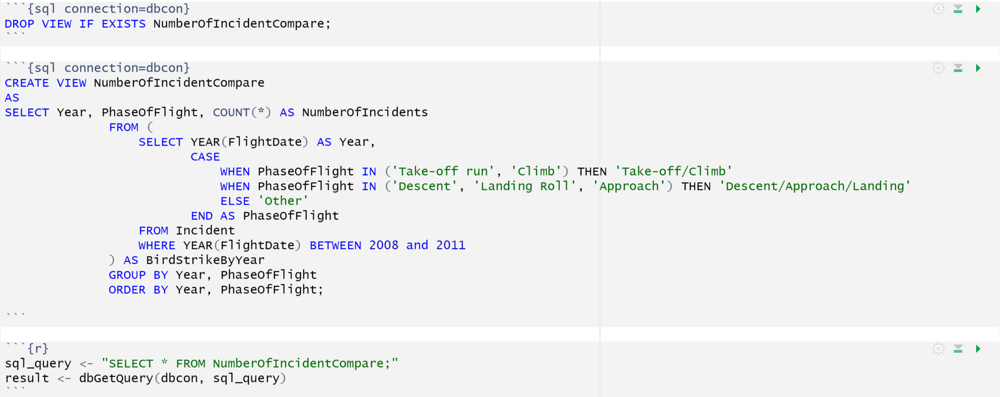 ```{sql connection=dbcon}
DROP VIEW IF EXISTS NumberOfIncidentCompare;
```
```{sql connection=dbcon}
CREATE VIEW NumberOfIncidentCompare
AS
SELECT Year, PhaseOfFlight, COUNT(*) AS NumberOfIncidents
FROM (
SELECT YEAR(FlightDate) AS Year,
CASE
WHEN PhaseOfFlight IN ('Take-off run', 'Climb') THEN 'Take-off/Climb'
WHEN PhaseOfFlight IN ('Descent', 'Landing Roll', 'Approach') THEN 'Descent/Approach/Landing'
ELSE 'Other'
END AS PhaseOfFlight
FROM Incident
WHERE YEAR(FlightDate) BETWEEN 2008 and 2011
) AS BirdStrikeByYear
GROUP BY Year, PhaseOfFlight
ORDER BY Year, PhaseOfFlight;
```
```{r}
sql_query <- "SELECT * FROM NumberOfIncidentCompare;"
result <- dbGetQuery(dbcon, sql_query)
```